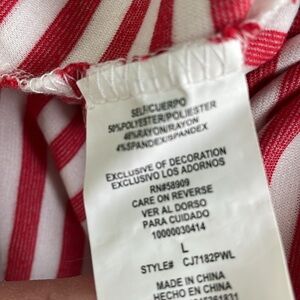 SELF/CUERPO
50%POLYESTER/POLIESTER
46%RAYON/RAYON
4%SPANDEX/SPANDEX
EXCLUSIVE OF DECORATION
EXCLUSIVO LOS ADORNOS
RN#58909
CARE ON REVERSE
VER AL DORSO
PARA CUIDADO
10000030414
L
STYLE# CJ7182PWL
MADE IN CHINA
HECHO EN CHINA